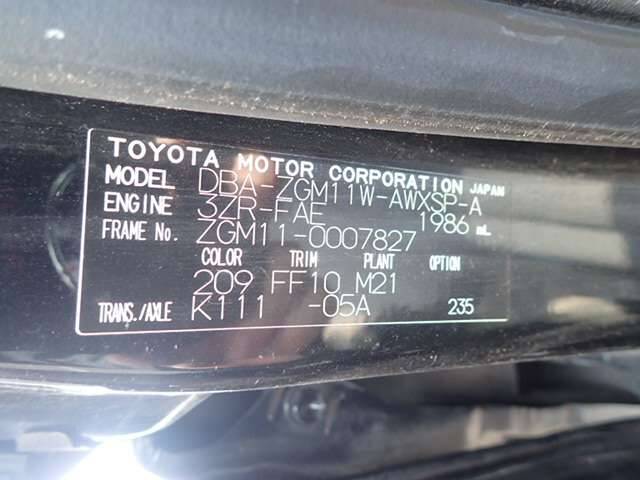 TOYOTA MOTOR CORPORATION JAPAN
MODEL DBA-ZGM11W-AWXSP-A
ENGINE 3ZR-FAE 1986 mL
FRAME No. ZGM11-0007827
COLOR TRIM PLANT OPTION
209 FF10 M21
TRANS./AXLE K111 -05A 235